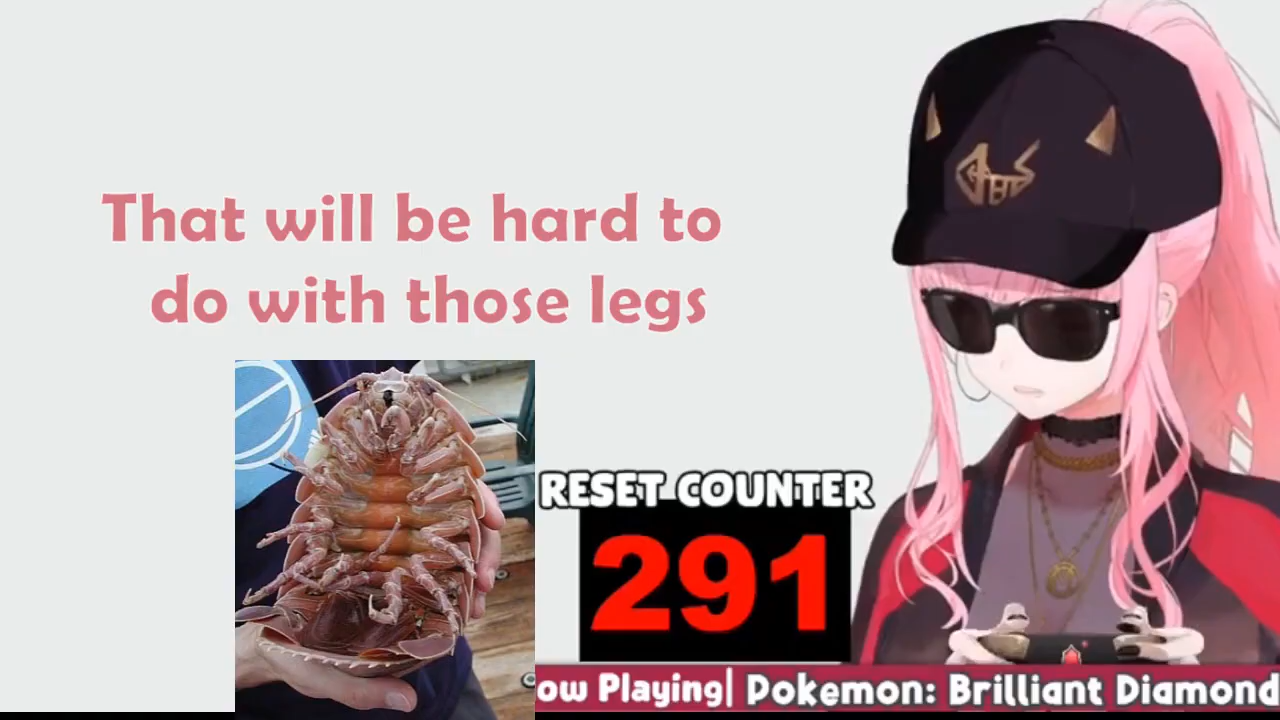 That will be hard to
do with those legs
RESET COUNTER
291
ow Playing| Pokemon: Brilliant Diamond